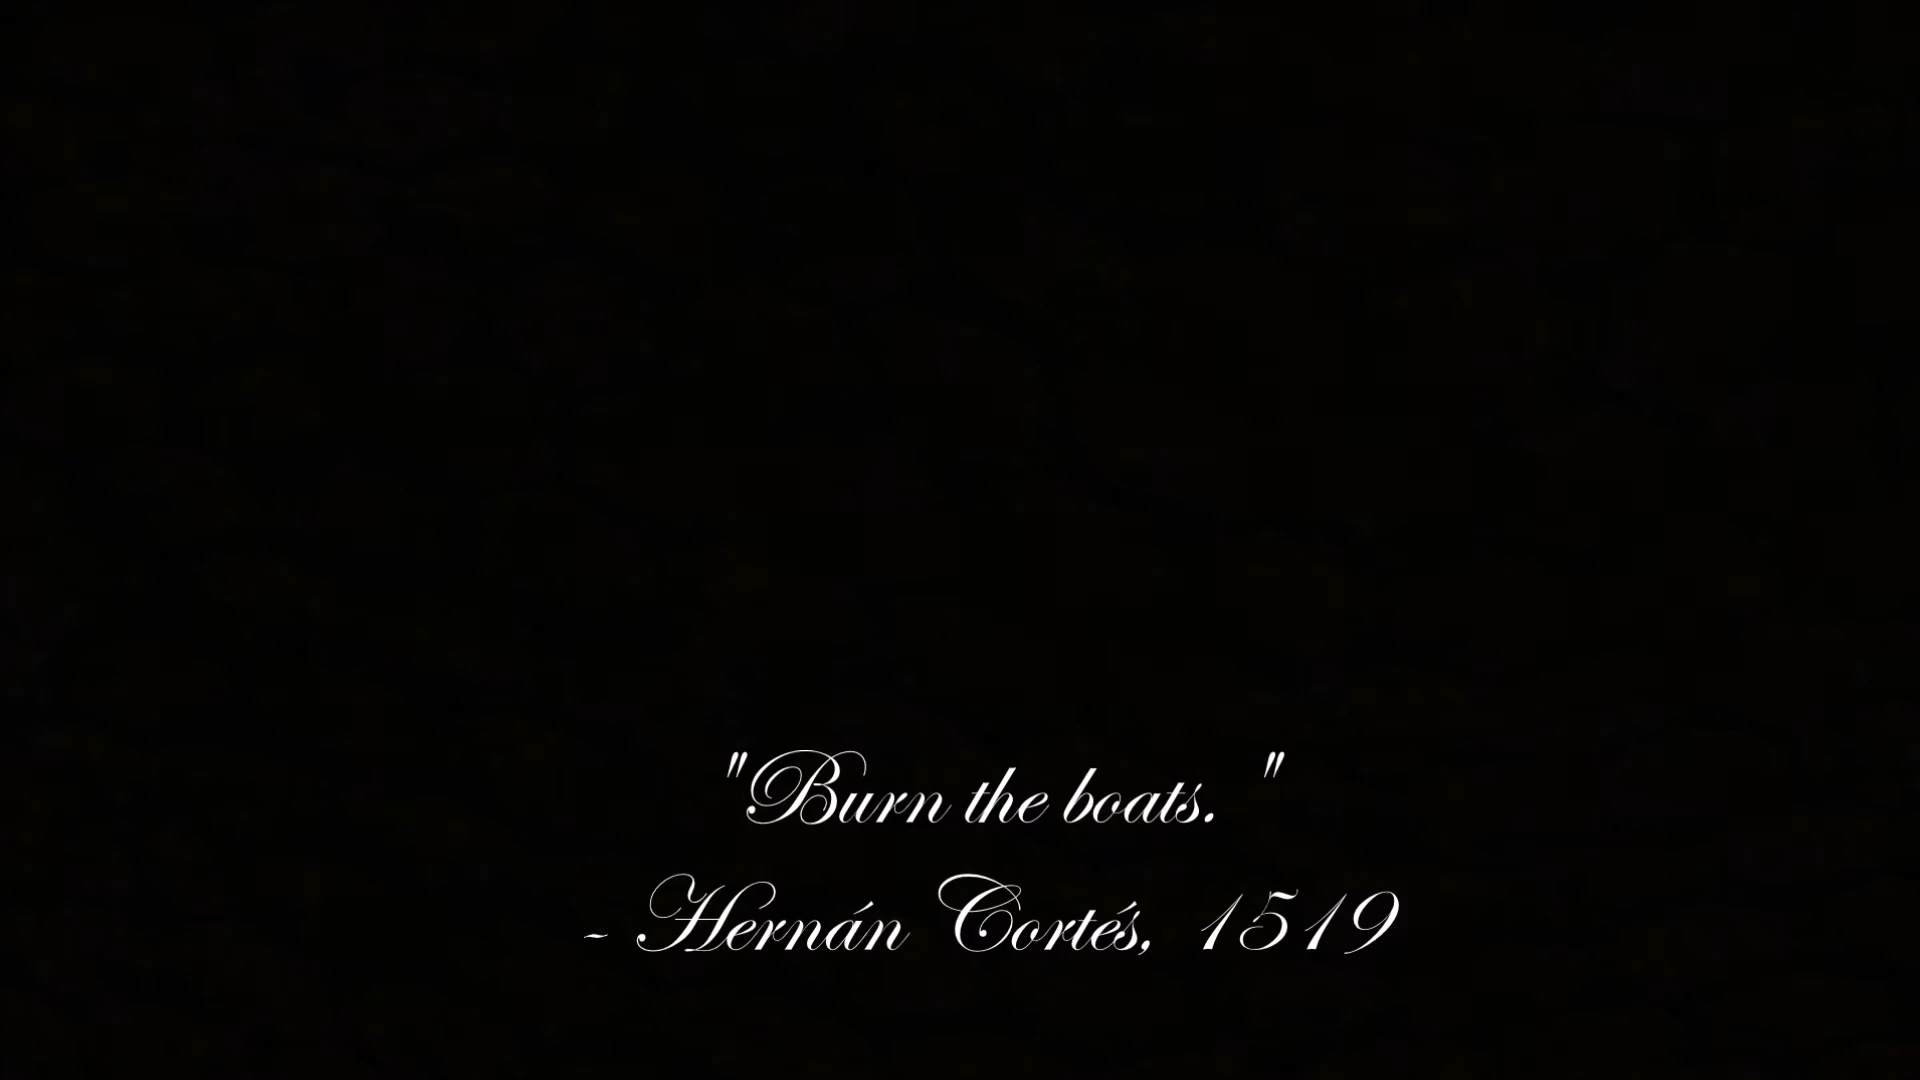 "Burn the boats. "
- Hernán Cortés, 1519